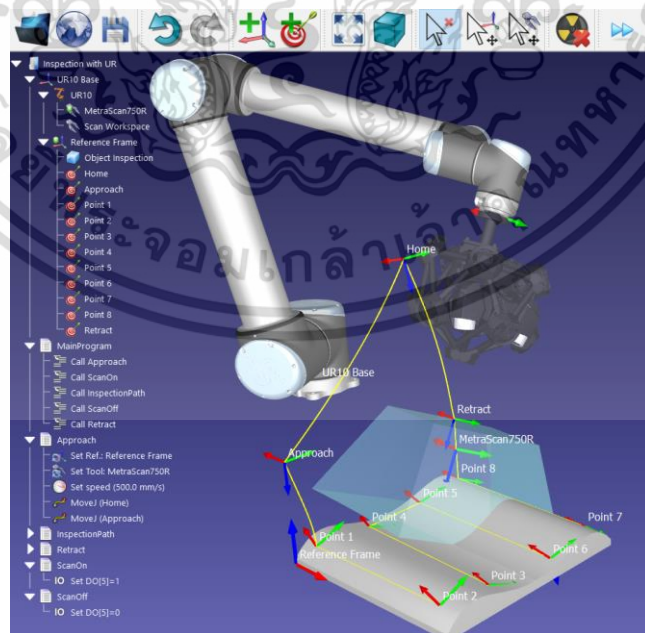 Inspection with UR
UR10 Base
UR10
MetraScan750R
Scan Workspace
Reference Frame
Object Inspection
Home
Approach
Point 1
Point 2
Point 3
Point 4
Point 5
Point 6
Point 7
Point 8
Retract
MainProgram
Call Approach
Call ScanOn
Call InspectionPath
Call ScanOff
Call Retract
Approach
Set Ref.: Reference Frame
Set Tool: MetraScan750R
Set speed (500.0 mm/s)
MoveJ (Home)
MoveJ (Approach)
InspectionPath
Retract
ScanOn
IO Set DO[5]=1
ScanOff
IO Set DO[5]=0
Home
UR10 Base
Retract
Approach
MetraScan750R
Point 8
Point 5
Point 4
Point 7
Point 1
Reference Frame
Point 6
Point 3
Point 2